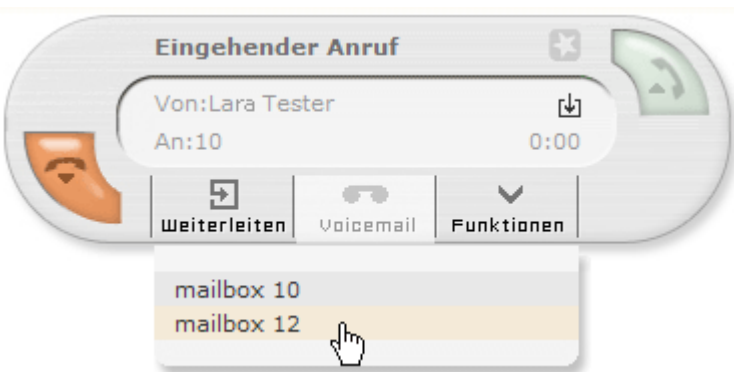 Eingehender Anruf
Von:Lara Tester
An:10 0:00
Weiterleiten Voicemail Funktionen
mailbox 10
mailbox 12